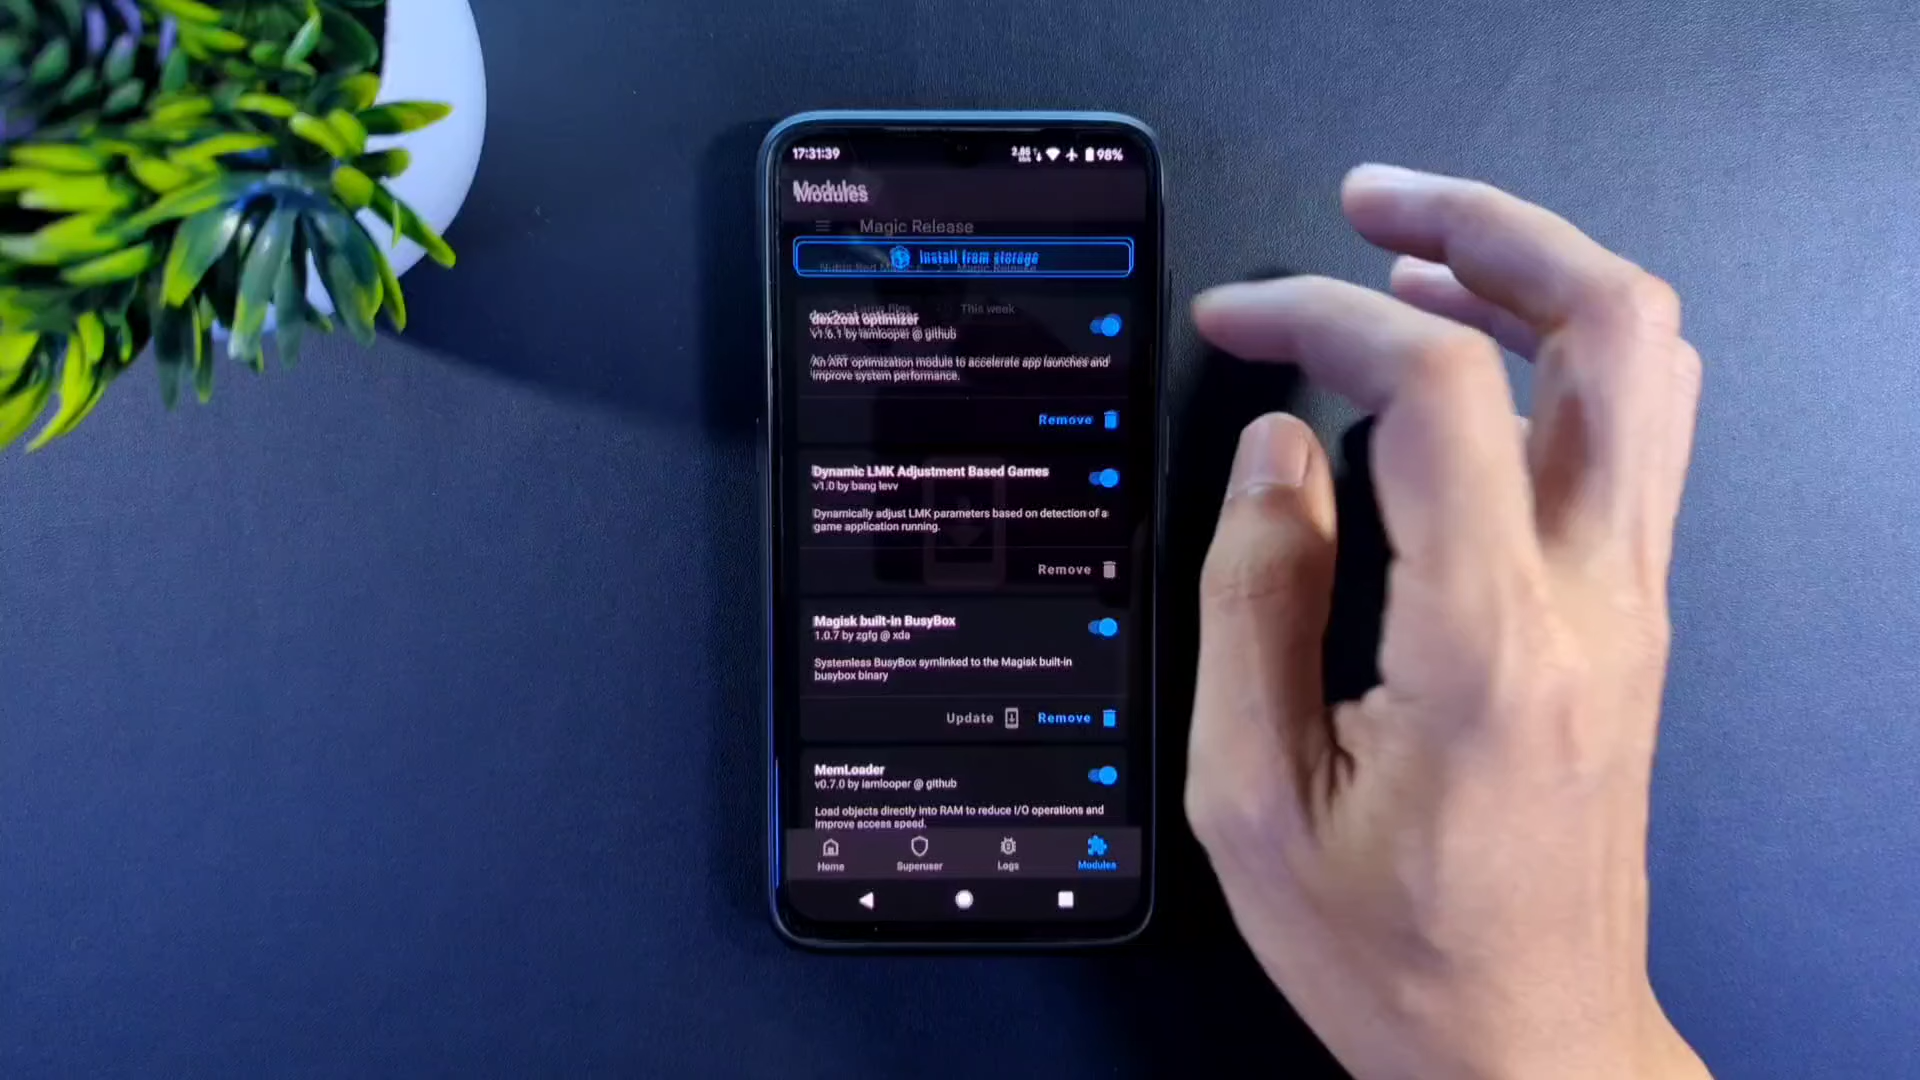 17:31:39
98%
Modules
Magic Release
Install from storage
This week
dex2oat optimizer
v1.6.1 by iamlooper @ github
An ART optimization module to accelerate app launches and
improve system performance.
Remove
Dynamic LMK Adjustment Based Games
v1.0 by bang levv
Dynamically adjust LMK parameters based on detection of a
game application running.
Remove
Magisk built-in BusyBox
1.0.7 by zgfg @ xda
Systemless BusyBox symlinked to the Magisk built-in
busybox binary
Update Remove
MemLoader
v0.7.0 by iamlooper @ github
Load objects directly into RAM to reduce I/O operations and
improve access speed.
Home Superuser Logs Modules